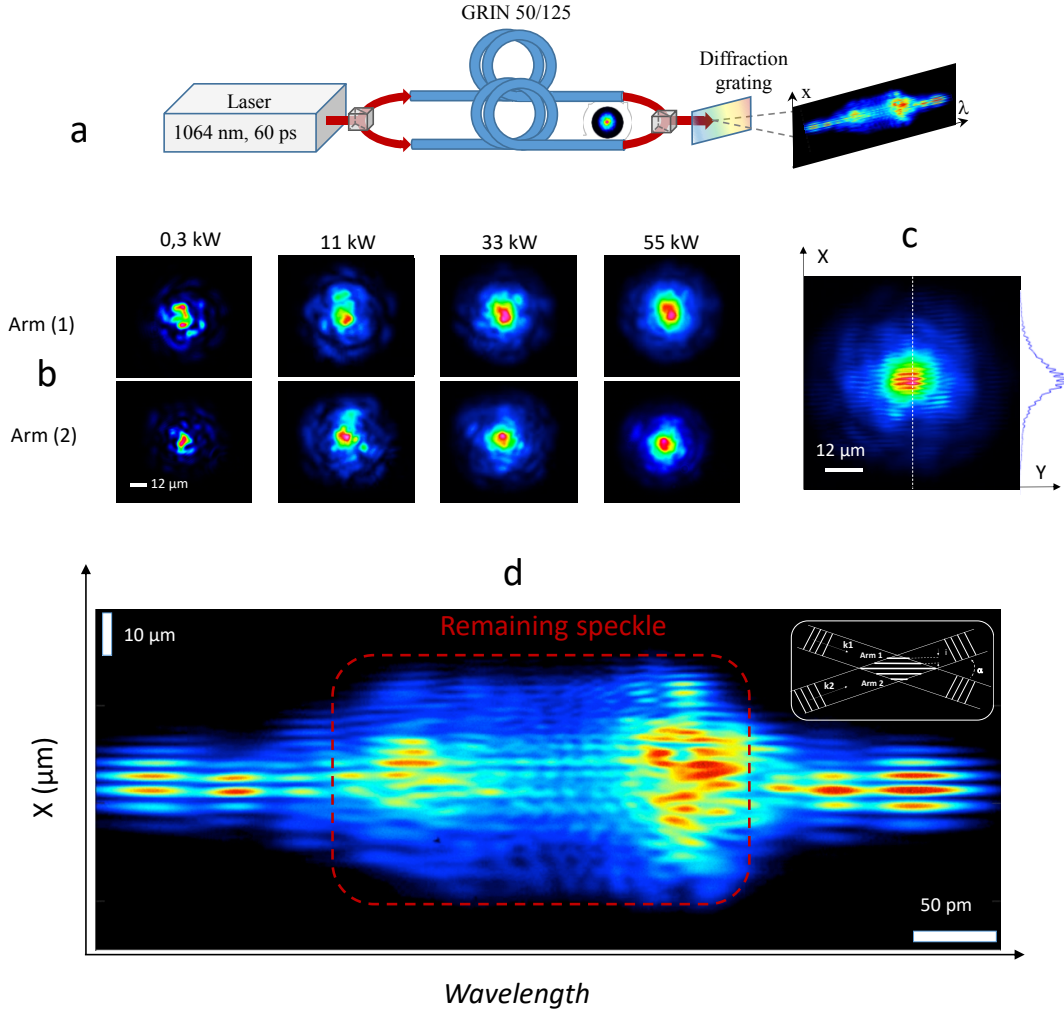 GRIN 50/125
Diffraction
grating
Laser
1064 nm, 60 ps
x
λ
a
0,3 kW
11 kW
33 kW
55 kW
Arm (1)
b
Arm (2)
12 µm
c
X
12 µm
Y
d
10 µm
Remaining speckle
k1
Arm 1
i
α
k2
Arm 2
X (µm)
50 pm
Wavelength